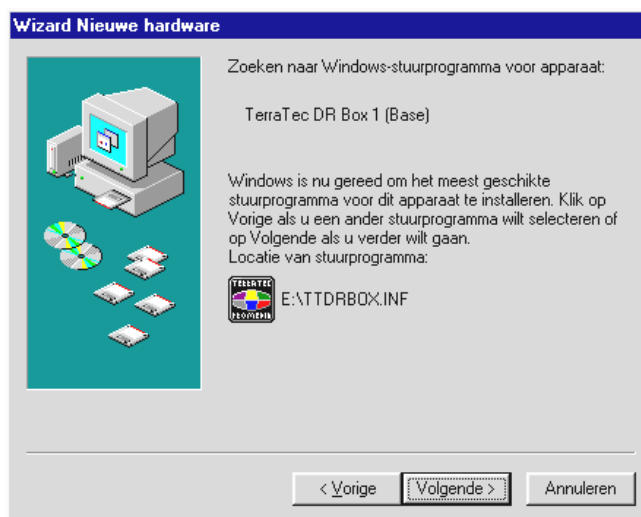 Wizard Nieuwe hardware
Zoeken naar Windows-stuurprogramma voor apparaat:
TerraTec DR Box 1 (Base)
Windows is nu gereed om het meest geschikte
stuurprogramma voor dit apparaat te installeren. Klik op
Vorige als u een ander stuurprogramma wilt selecteren of
op Volgende als u verder wilt gaan.
Locatie van stuurprogramma:
TERRATEC
PROMEDIA
E:\TTDRBOX.INF
< Vorige
Volgende >
Annuleren